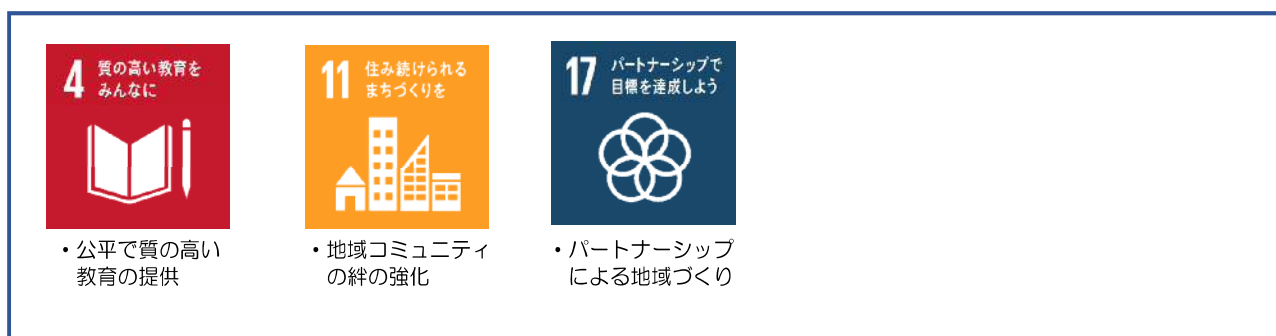 4 質の高い教育を
みんなに
・公平で質の高い
教育の提供
11 住み続けられる
まちづくりを
・地域コミュニティ
の絆の強化
17 パートナーシップで
目標を達成しよう
・パートナーシップ
による地域づくり